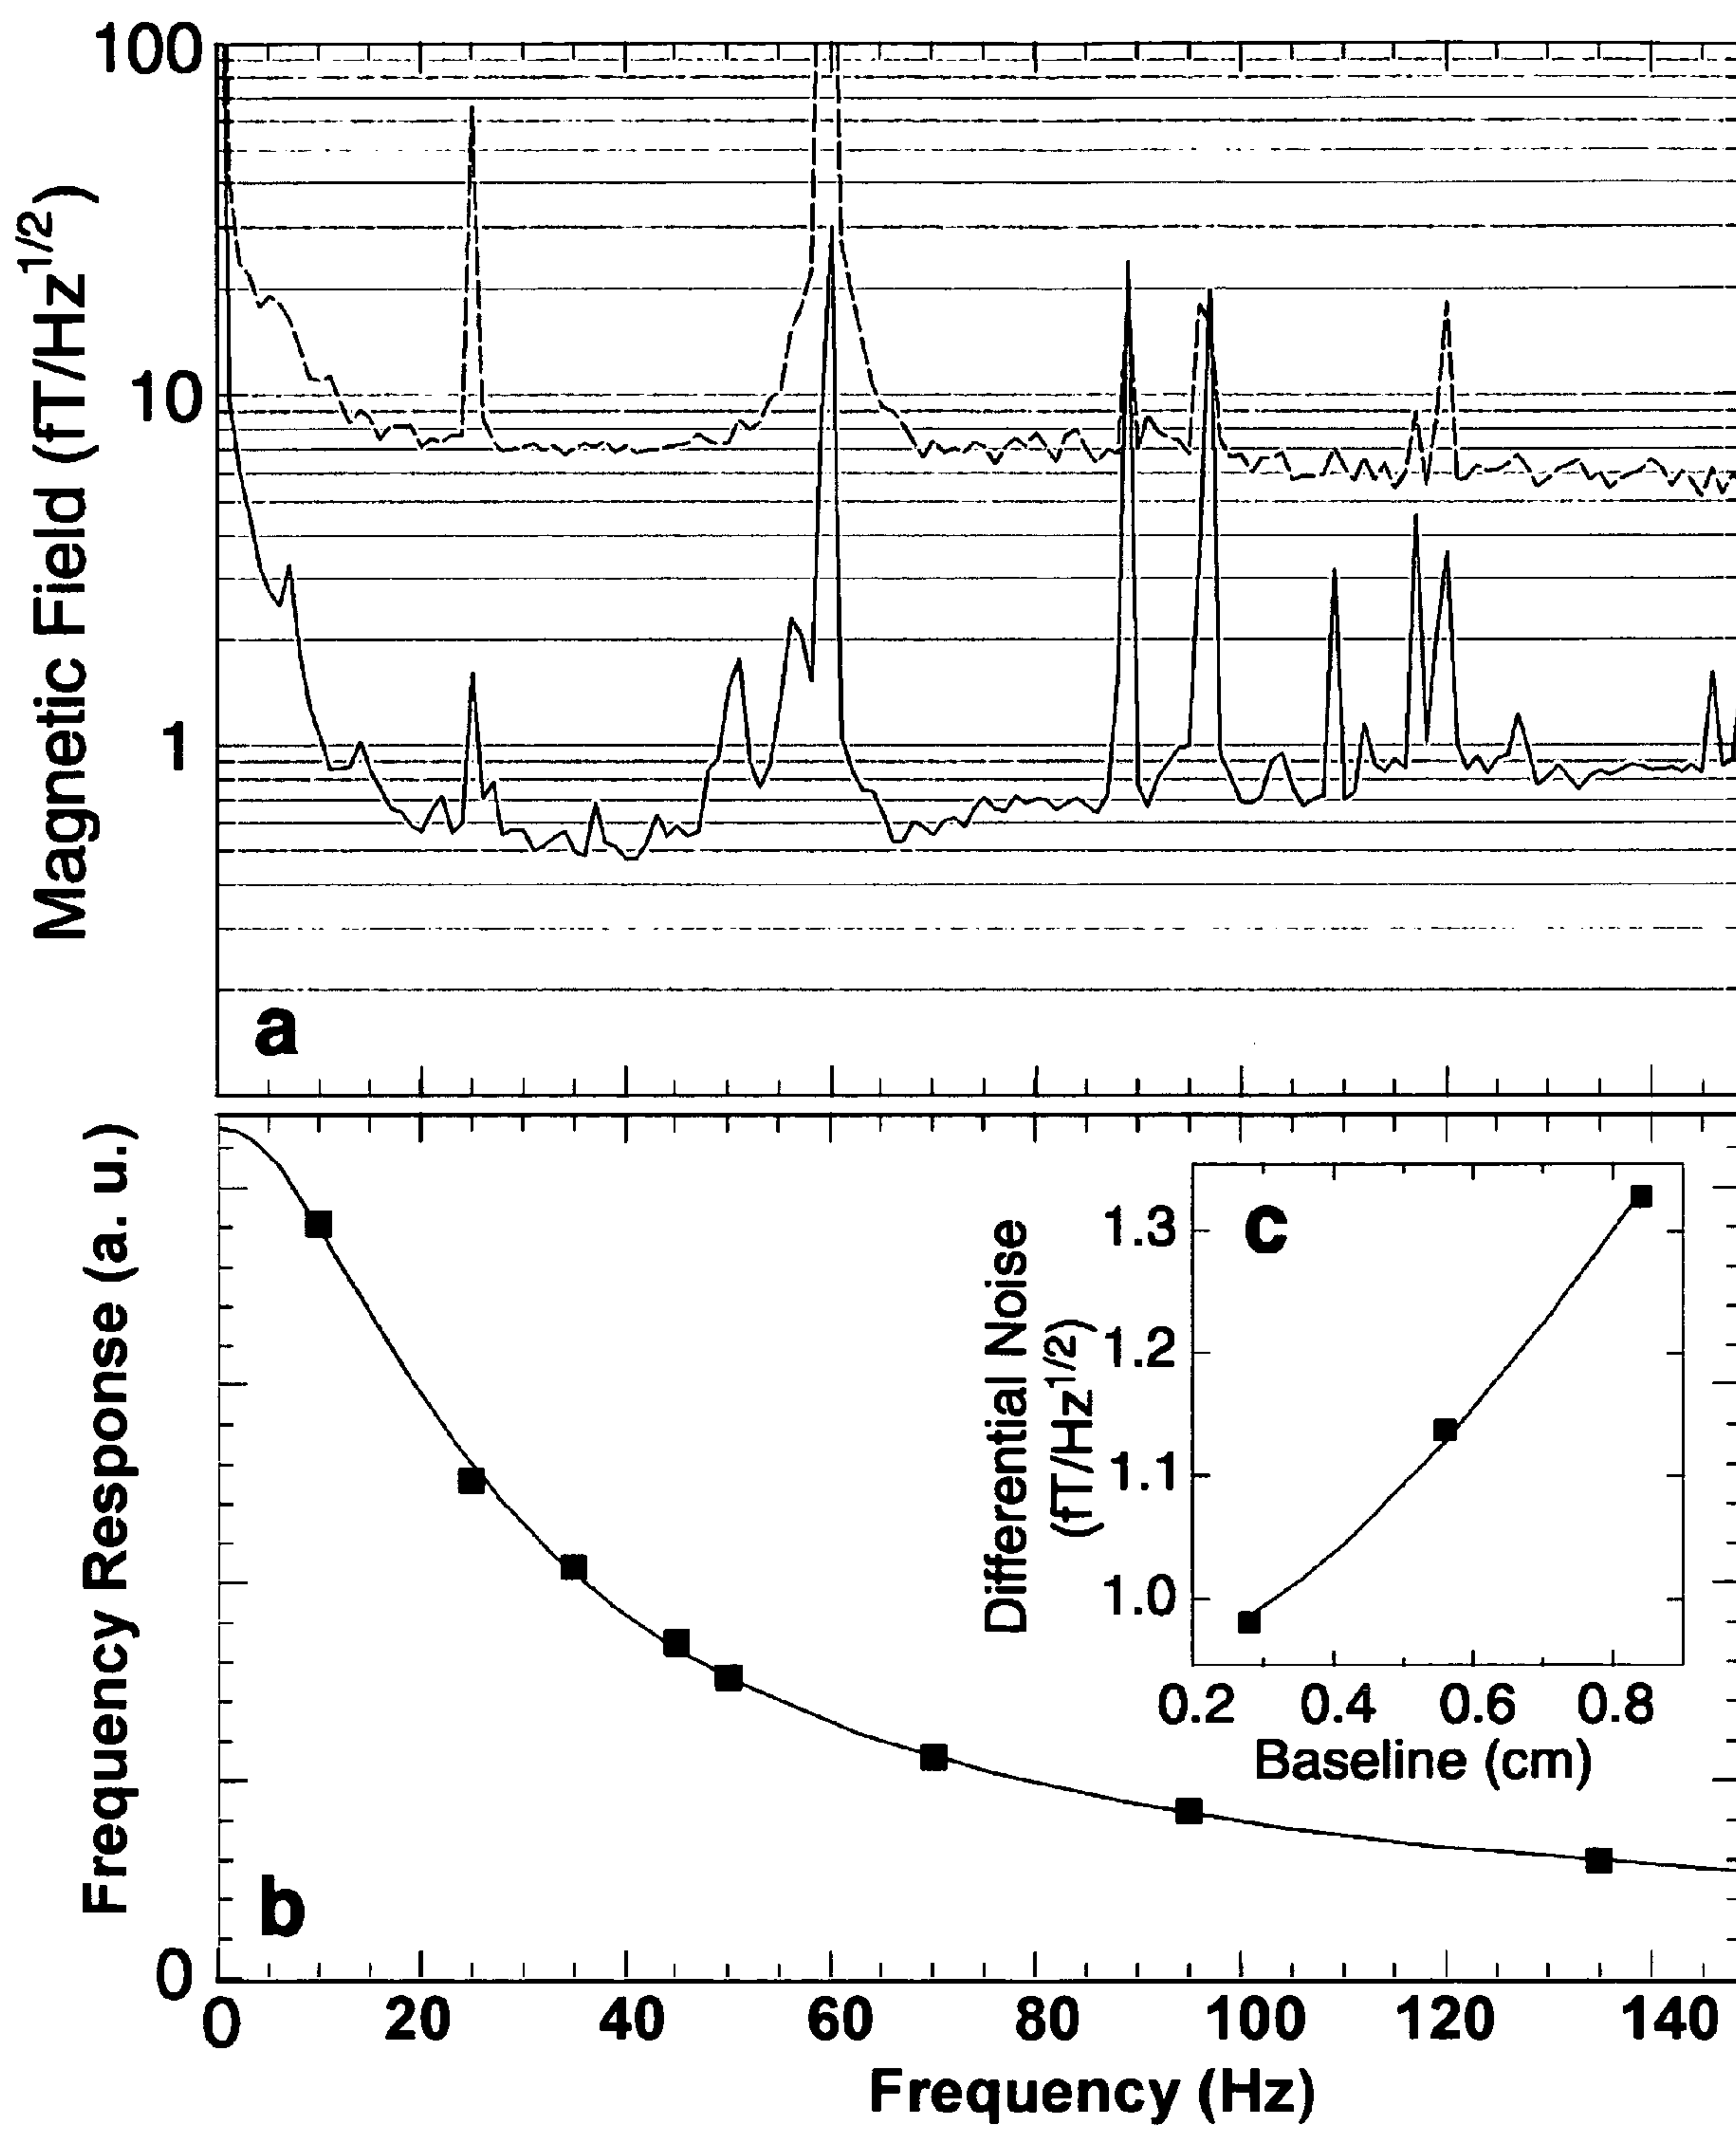 100
10
1
Magnetic Field (fT/Hz^1/2)
a
Frequency Response (a. u.)
b
0
c
Differential Noise
(fT/Hz^1/2)
1.3
1.2
1.1
1.0
0.2 0.4 0.6 0.8
Baseline (cm)
0 20 40 60 80 100 120 140
Frequency (Hz)